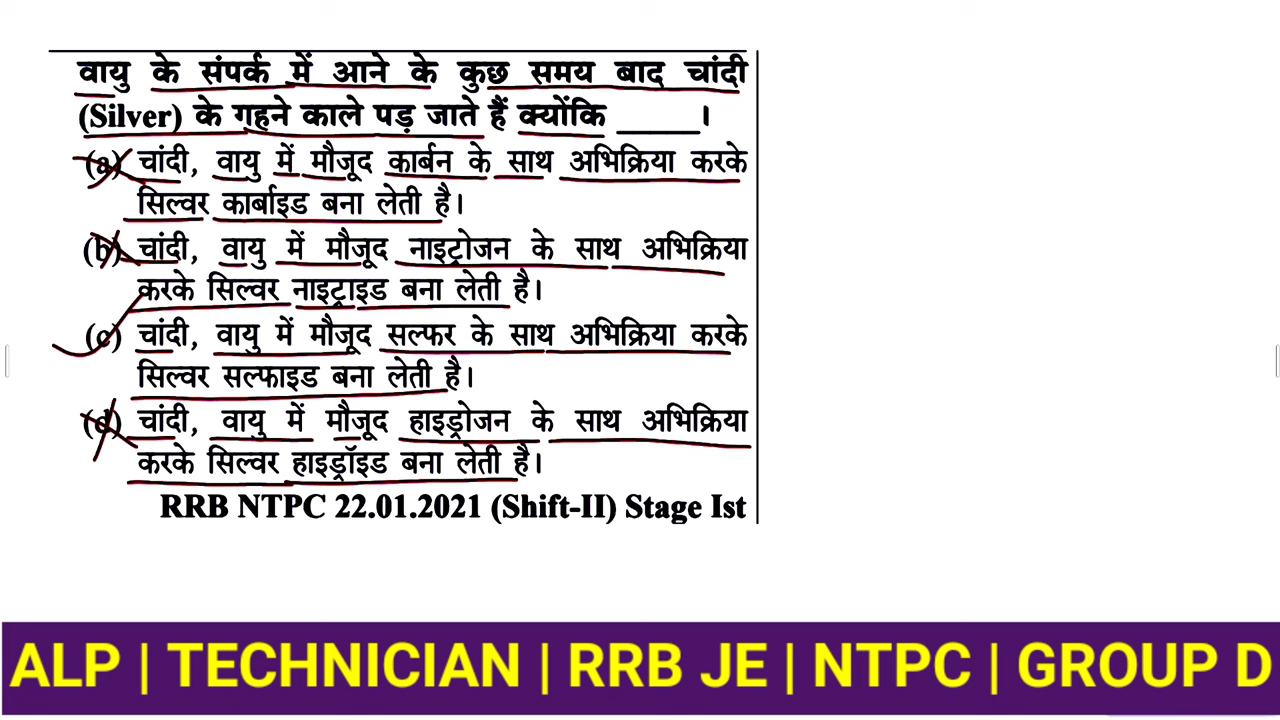 वायु के संपर्क में आने के कुछ समय बाद चांदी
(Silver) के गहने काले पड़ जाते हैं क्योंकि ______ ।
(a) चांदी, वायु में मौजूद कार्बन के साथ अभिक्रिया करके
सिल्वर कार्बाइड बना लेती है।
(b) चांदी, वायु में मौजूद नाइट्रोजन के साथ अभिक्रिया
करके सिल्वर नाइट्राइड बना लेती है।
(c) चांदी, वायु में मौजूद सल्फर के साथ अभिक्रिया करके
सिल्वर सल्फाइड बना लेती है।
(d) चांदी, वायु में मौजूद हाइड्रोजन के साथ अभिक्रिया
करके सिल्वर हाइड्रॉइड बना लेती है।
RRB NTPC 22.01.2021 (Shift-II) Stage Ist
ALP | TECHNICIAN | RRB JE | NTPC | GROUP D